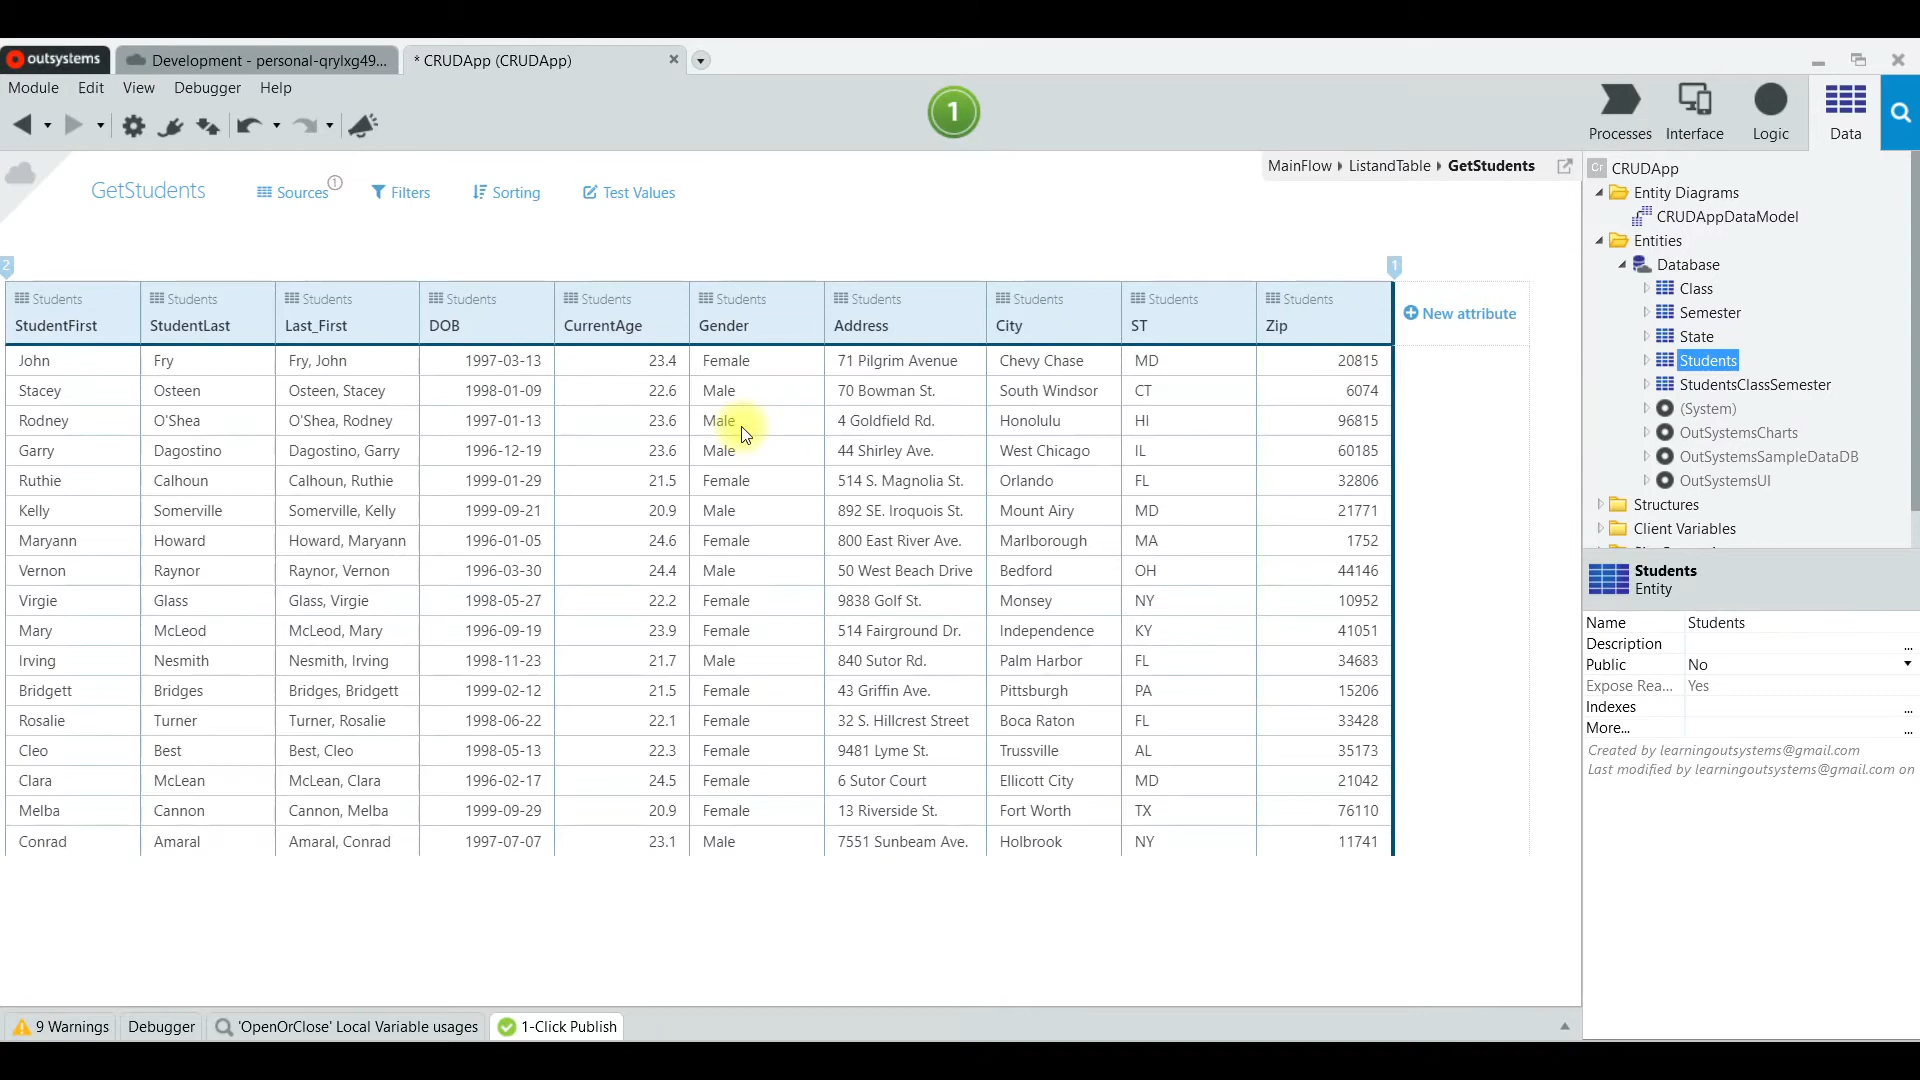 outsystems
Development - personal-qrylxg49...
* CRUDApp (CRUDApp)
Module Edit View Debugger Help
1
Processes Interface Logic Data
GetStudents
Sources 1 Filters Sorting Test Values
MainFlow ListandTable GetStudents
2 1
Students Students Students Students Students Students Students Students Students Students
StudentFirst StudentLast Last_First DOB CurrentAge Gender Address City ST Zip
New attribute
John Fry Fry, John 1997-03-13 23.4 Female 71 Pilgrim Avenue Chevy Chase MD 20815
Stacey Osteen Osteen, Stacey 1998-01-09 22.6 Male 70 Bowman St. South Windsor CT 6074
Rodney O'Shea O'Shea, Rodney 1997-01-13 23.6 Male 4 Goldfield Rd. Honolulu HI 96815
Garry Dagostino Dagostino, Garry 1996-12-19 23.6 Male 44 Shirley Ave. West Chicago IL 60185
Ruthie Calhoun Calhoun, Ruthie 1999-01-29 21.5 Female 514 S. Magnolia St. Orlando FL 32806
Kelly Somerville Somerville, Kelly 1999-09-21 20.9 Male 892 SE. Iroquois St. Mount Airy MD 21771
Maryann Howard Howard, Maryann 1996-01-05 24.6 Female 800 East River Ave. Marlborough MA 1752
Vernon Raynor Raynor, Vernon 1996-03-30 24.4 Male 50 West Beach Drive Bedford OH 44146
Virgie Glass Glass, Virgie 1998-05-27 22.2 Female 9838 Golf St. Monsey NY 10952
Mary McLeod McLeod, Mary 1996-09-19 23.9 Female 514 Fairground Dr. Independence KY 41051
Irving Nesmith Nesmith, Irving 1998-11-23 21.7 Male 840 Sutor Rd. Palm Harbor FL 34683
Bridgett Bridges Bridges, Bridgett 1999-02-12 21.5 Female 43 Griffin Ave. Pittsburgh PA 15206
Rosalie Turner Turner, Rosalie 1998-06-22 22.1 Female 32 S. Hillcrest Street Boca Raton FL 33428
Cleo Best Best, Cleo 1998-05-13 22.3 Female 9481 Lyme St. Trussville AL 35173
Clara McLean McLean, Clara 1996-02-17 24.5 Female 6 Sutor Court Ellicott City MD 21042
Melba Cannon Cannon, Melba 1999-09-29 20.9 Female 13 Riverside St. Fort Worth TX 76110
Conrad Amaral Amaral, Conrad 1997-07-07 23.1 Male 7551 Sunbeam Ave. Holbrook NY 11741
Cr CRUDApp
Entity Diagrams
CRUDAppDataModel
Entities
Database
Class
Semester
State
Students
StudentsClassSemester
(System)
OutSystemsCharts
OutSystemsSampleDataDB
OutSystemsUI
Structures
Client Variables
Students
Entity
Name Students
Description ...
Public No
Expose Rea... Yes
Indexes ...
More... ...
Created by learningoutsystems@gmail.com
Last modified by learningoutsystems@gmail.com on
9 Warnings Debugger 'OpenOrClose' Local Variable usages 1-Click Publish